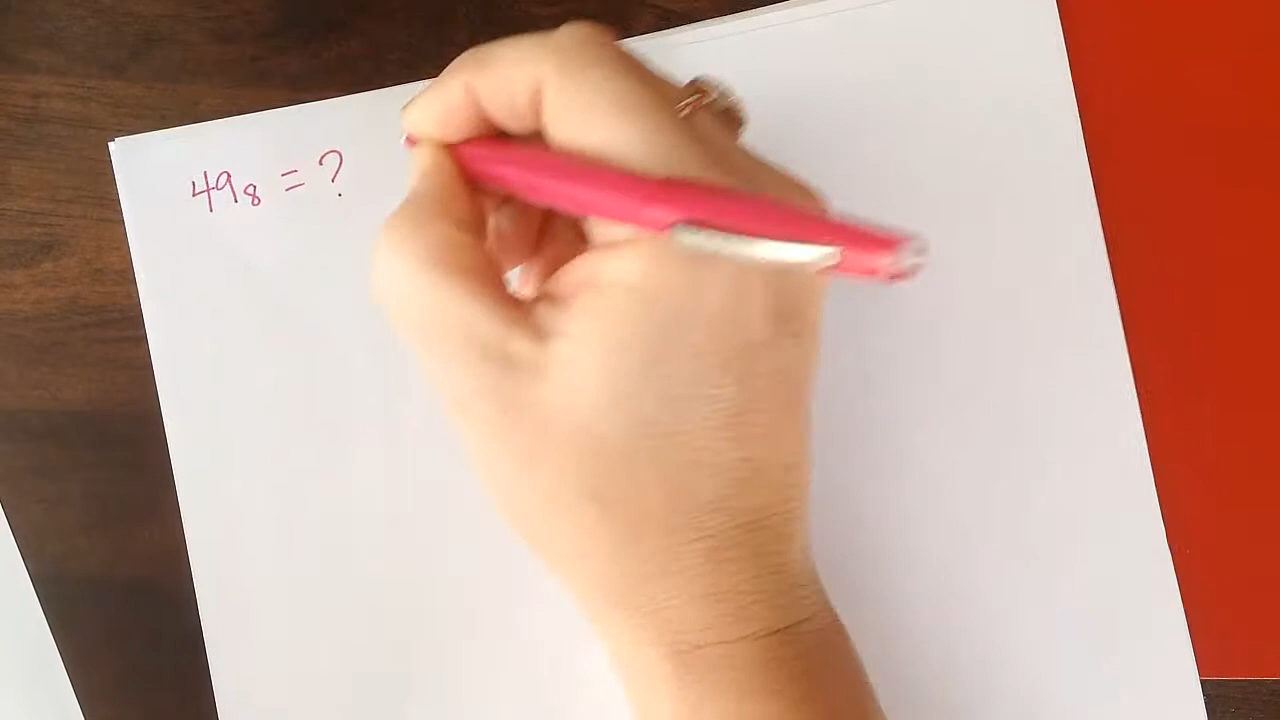 49₈ = ?